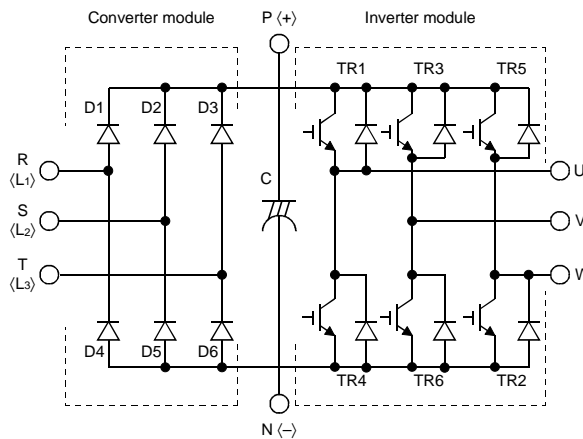 Converter module
P ⟨+⟩
Inverter module
TR1
TR3
TR5
D1
D2
D3
R
⟨L1⟩
C
U
S
⟨L2⟩
V
T
⟨L3⟩
W
D4
D5
D6
TR4
TR6
TR2
N ⟨–⟩